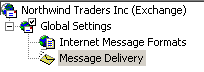 Northwind Traders Inc (Exchange)
Global Settings
Internet Message Formats
Message Delivery